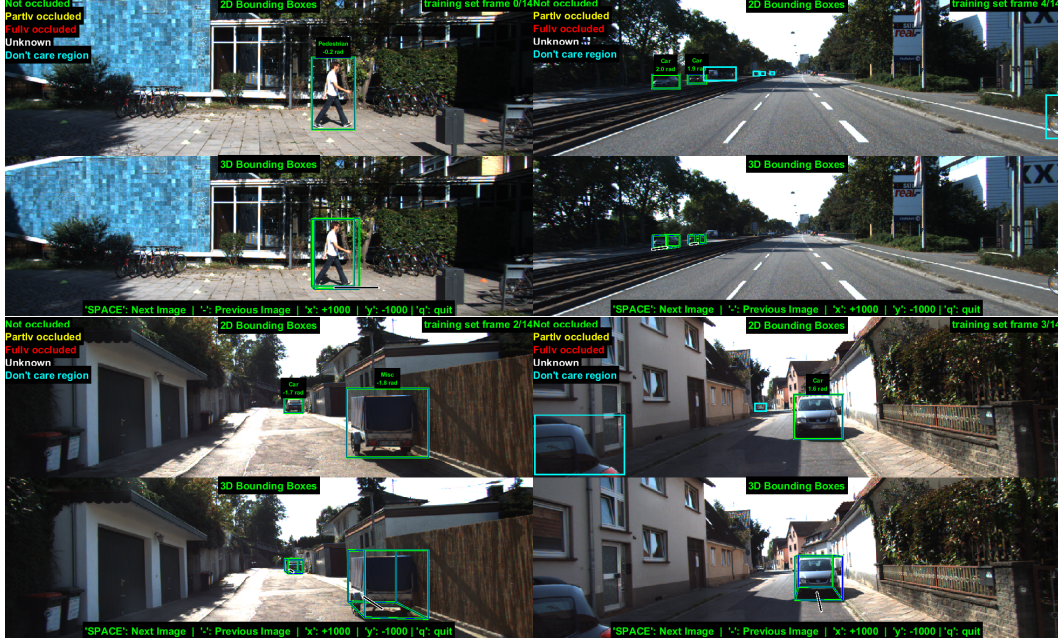 Not occluded
Partly occluded
Fully occluded
Unknown
Don't care region
2D Bounding Boxes
training set frame 0/14
Pedestrian
-0.2 rad
3D Bounding Boxes
Not occluded
Partly occluded
Fully occluded
Unknown
Don't care region
2D Bounding Boxes
training set frame 4/14
Car
2.0 rad
Car
1.9 rad
real
3D Bounding Boxes
real
'SPACE': Next Image | '-': Previous Image | 'x': +1000 | 'y': -1000 | 'q': quit
'SPACE': Next Image | '-': Previous Image | 'x': +1000 | 'y': -1000 | 'q': quit
Not occluded
Partly occluded
Fully occluded
Unknown
Don't care region
2D Bounding Boxes
training set frame 2/14
Car
-1.7 rad
Misc
-1.8 rad
3D Bounding Boxes
Not occluded
Partly occluded
Fully occluded
Unknown
Don't care region
2D Bounding Boxes
training set frame 3/14
Car
1.6 rad
3D Bounding Boxes
'SPACE': Next Image | '-': Previous Image | 'x': +1000 | 'y': -1000 | 'q': quit
'SPACE': Next Image | '-': Previous Image | 'x': +1000 | 'y': -1000 | 'q': quit